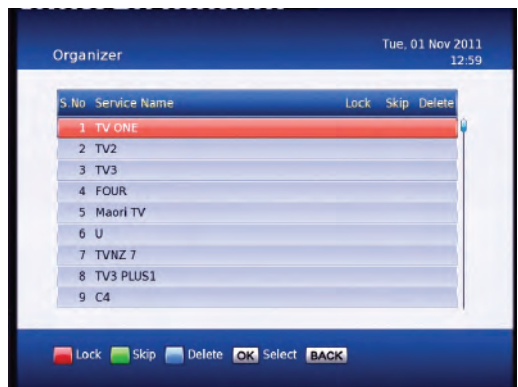 Organizer
Tue, 01 Nov 2011
12:59
S.No Service Name Lock Skip Delete
1 TV ONE
2 TV2
3 TV3
4 FOUR
5 Maori TV
6 U
7 TVNZ 7
8 TV3 PLUS1
9 C4
Lock Skip Delete OK Select BACK